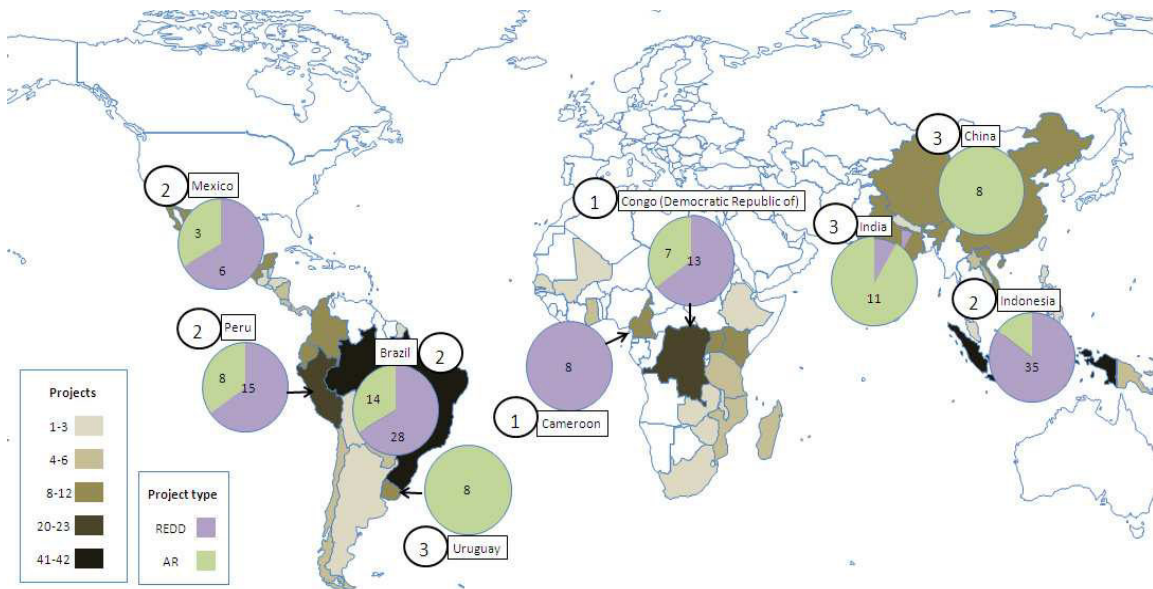 3
China
8
2
Mexico
3
6
1
Congo (Democratic Republic of)
7
13
3
India
11
2
Indonesia
35
2
Peru
8
15
Brazil
2
14
28
8
1
Cameroon
8
3
Uruguay
Projects
1-3
4-6
8-12
20-23
41-42
Project type
REDD
AR